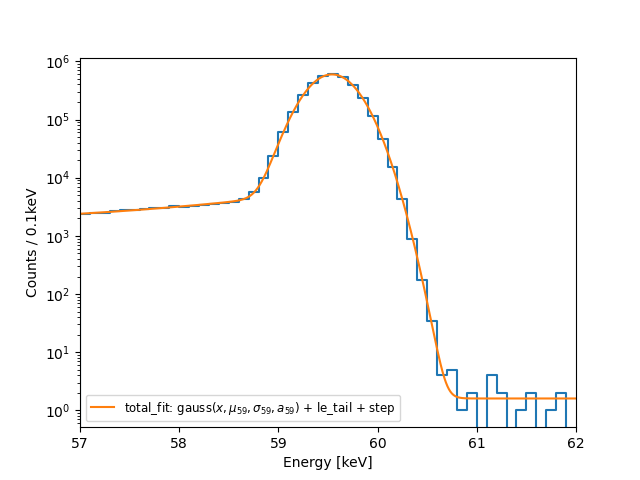 10⁶
10⁵
10⁴
10³
10²
10¹
10⁰
Counts / 0.1keV
total_fit: gauss(x, μ₅₉, σ₅₉, a₅₉) + le_tail + step
57 58 59 60 61 62
Energy [keV]